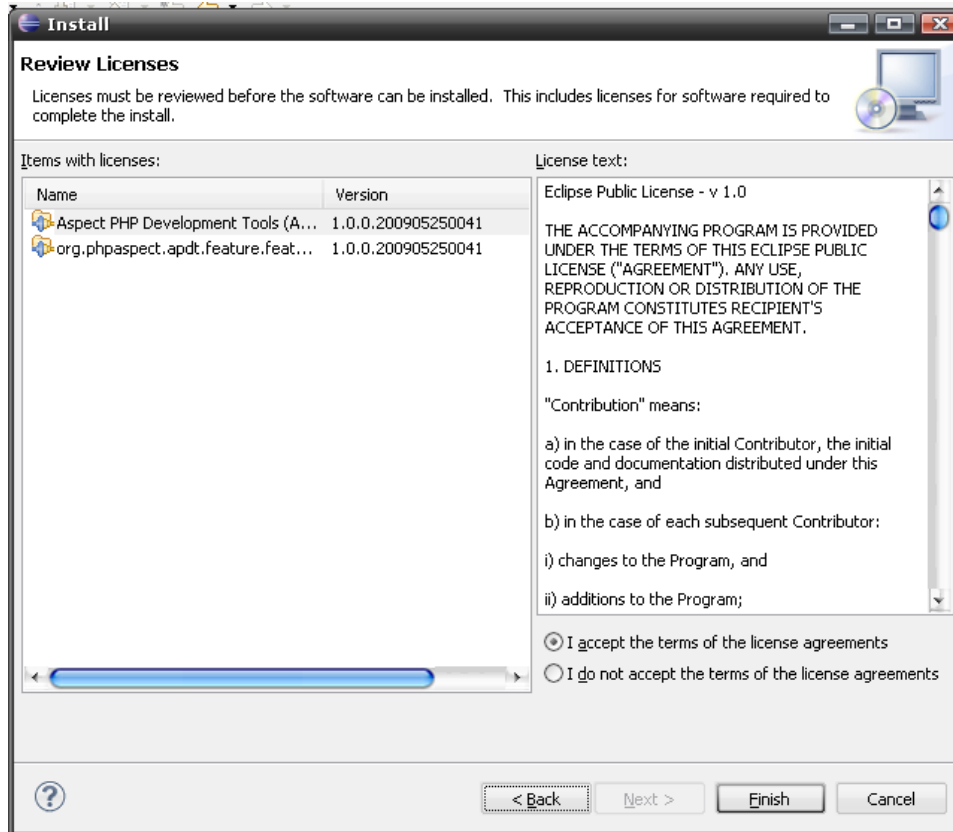 Install
Review Licenses
Licenses must be reviewed before the software can be installed.  This includes licenses for software required to
complete the install.
Items with licenses:
Name Version
Aspect PHP Development Tools (A... 1.0.0.200905250041
org.phpaspect.apdt.feature.feat... 1.0.0.200905250041
License text:
Eclipse Public License - v 1.0
THE ACCOMPANYING PROGRAM IS PROVIDED
UNDER THE TERMS OF THIS ECLIPSE PUBLIC
LICENSE ("AGREEMENT"). ANY USE,
REPRODUCTION OR DISTRIBUTION OF THE
PROGRAM CONSTITUTES RECIPIENT'S
ACCEPTANCE OF THIS AGREEMENT.
1. DEFINITIONS
"Contribution" means:
a) in the case of the initial Contributor, the initial
code and documentation distributed under this
Agreement, and
b) in the case of each subsequent Contributor:
i) changes to the Program, and
ii) additions to the Program;
I accept the terms of the license agreements
I do not accept the terms of the license agreements
?
< Back Next > Finish Cancel